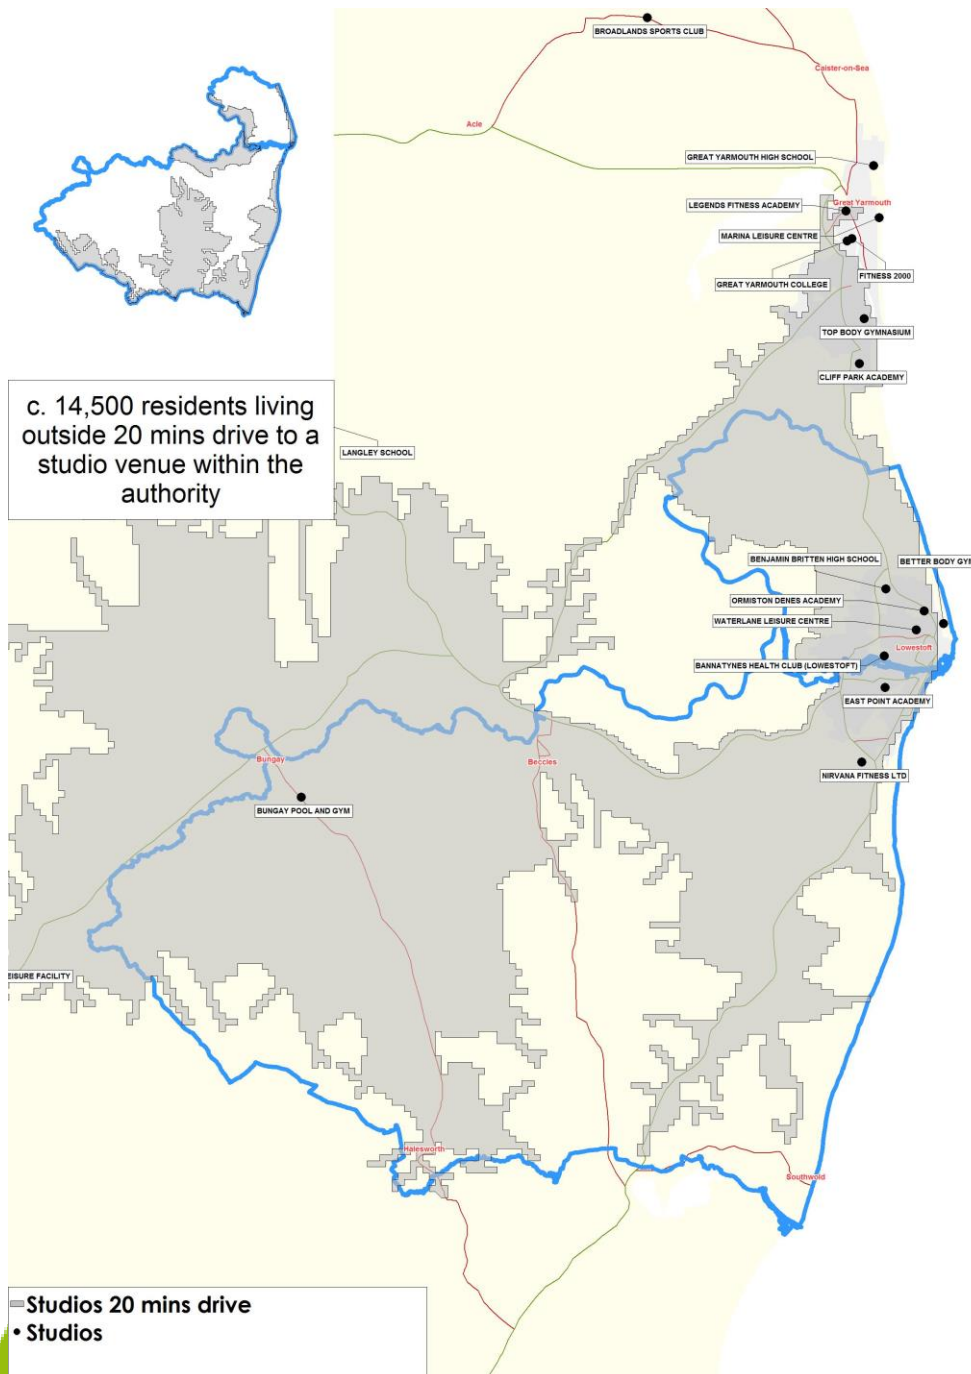 BROADLANDS SPORTS CLUB
Caister-on-Sea
Acle
GREAT YARMOUTH HIGH SCHOOL
LEGENDS FITNESS ACADEMY
Great Yarmouth
MARINA LEISURE CENTRE
FITNESS 2000
GREAT YARMOUTH COLLEGE
TOP BODY GYMNASIUM
CLIFF PARK ACADEMY
c. 14,500 residents living
outside 20 mins drive to a
studio venue within the
authority
LANGLEY SCHOOL
BENJAMIN BRITTEN HIGH SCHOOL
BETTER BODY GYM
ORMISTON DENES ACADEMY
WATERLANE LEISURE CENTRE
Lowestoft
BANNATYNES HEALTH CLUB (LOWESTOFT)
EAST POINT ACADEMY
Bungay
Beccles
NIRVANA FITNESS LTD
BUNGAY POOL AND GYM
EISURE FACILITY
Halesworth
Southwold
Studios 20 mins drive
• Studios